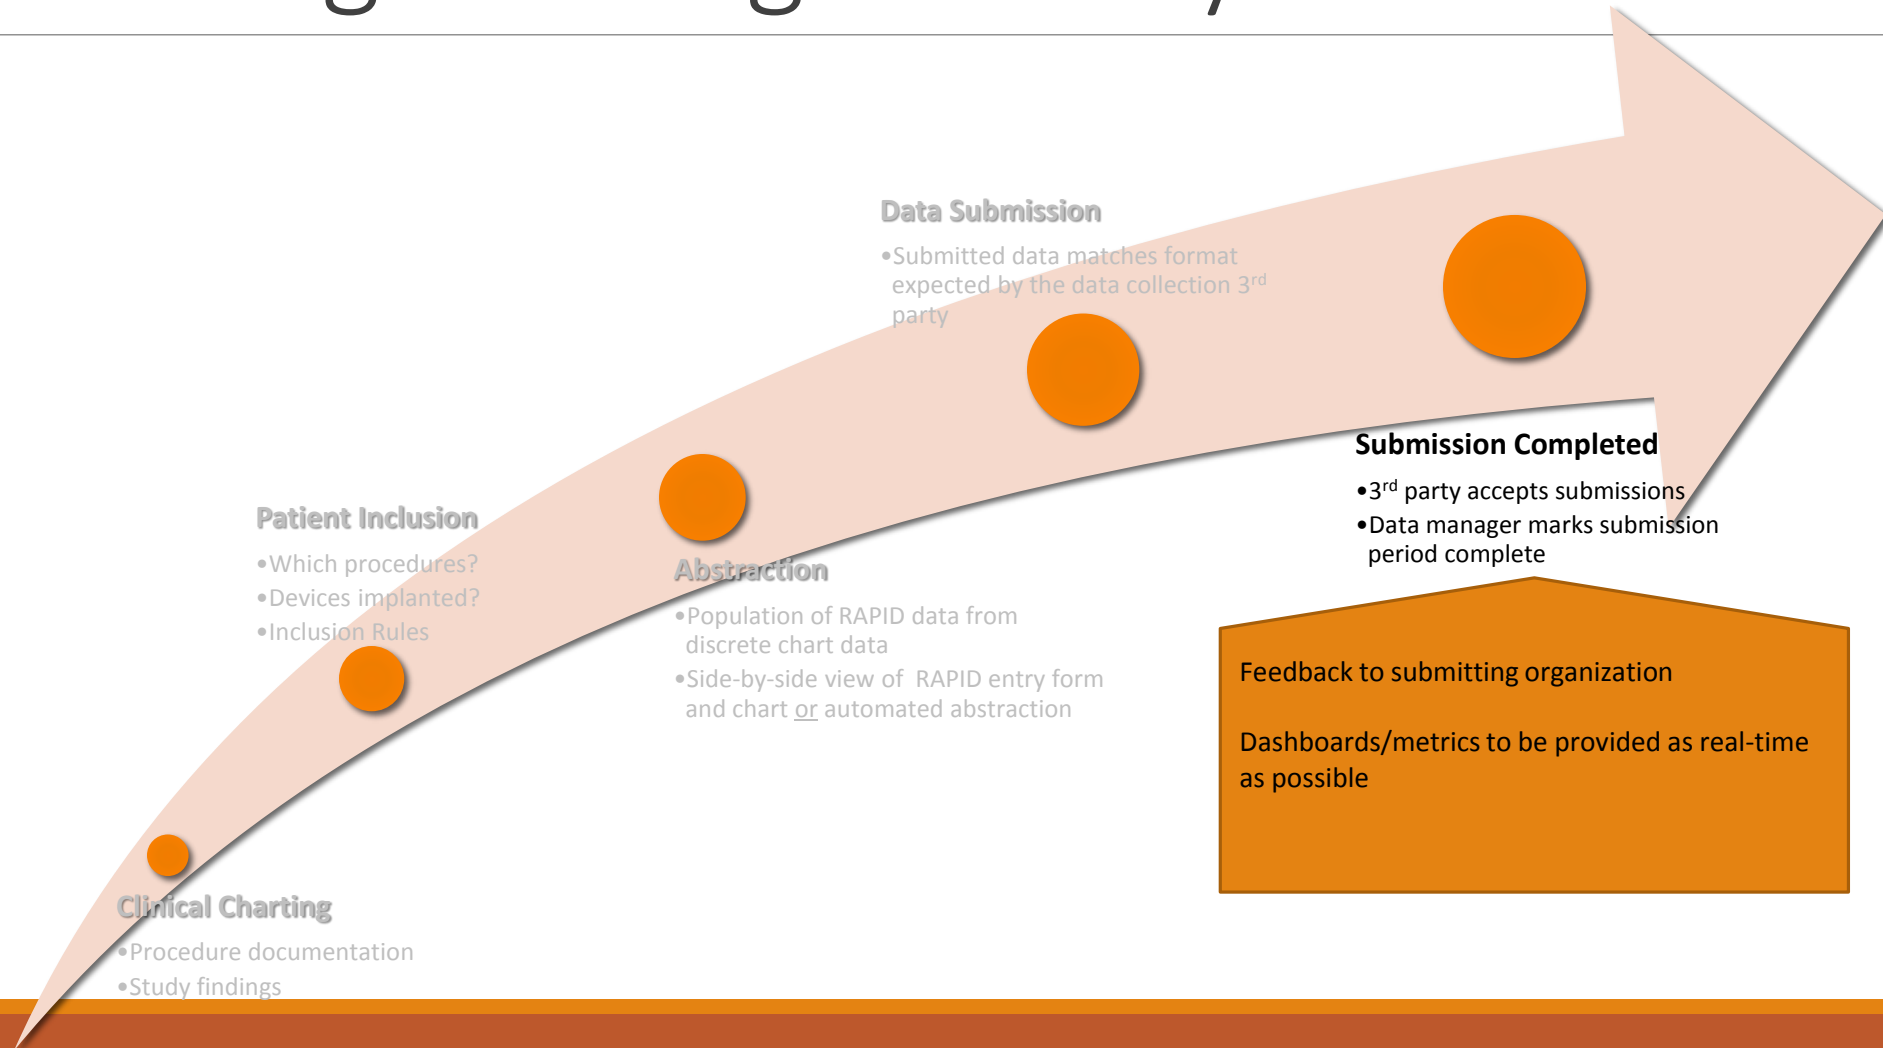 Data Submission
•Submitted data matches format
expected by the data collection 3rd
party
Submission Completed
•3rd party accepts submissions
•Data manager marks submission
period complete
Patient Inclusion
•Which procedures?
•Devices implanted?
•Inclusion Rules
Abstraction
•Population of RAPID data from
discrete chart data
•Side-by-side view of RAPID entry form
and chart or automated abstraction
Feedback to submitting organization
Dashboards/metrics to be provided as real-time
as possible
Clinical Charting
•Procedure documentation
•Study findings